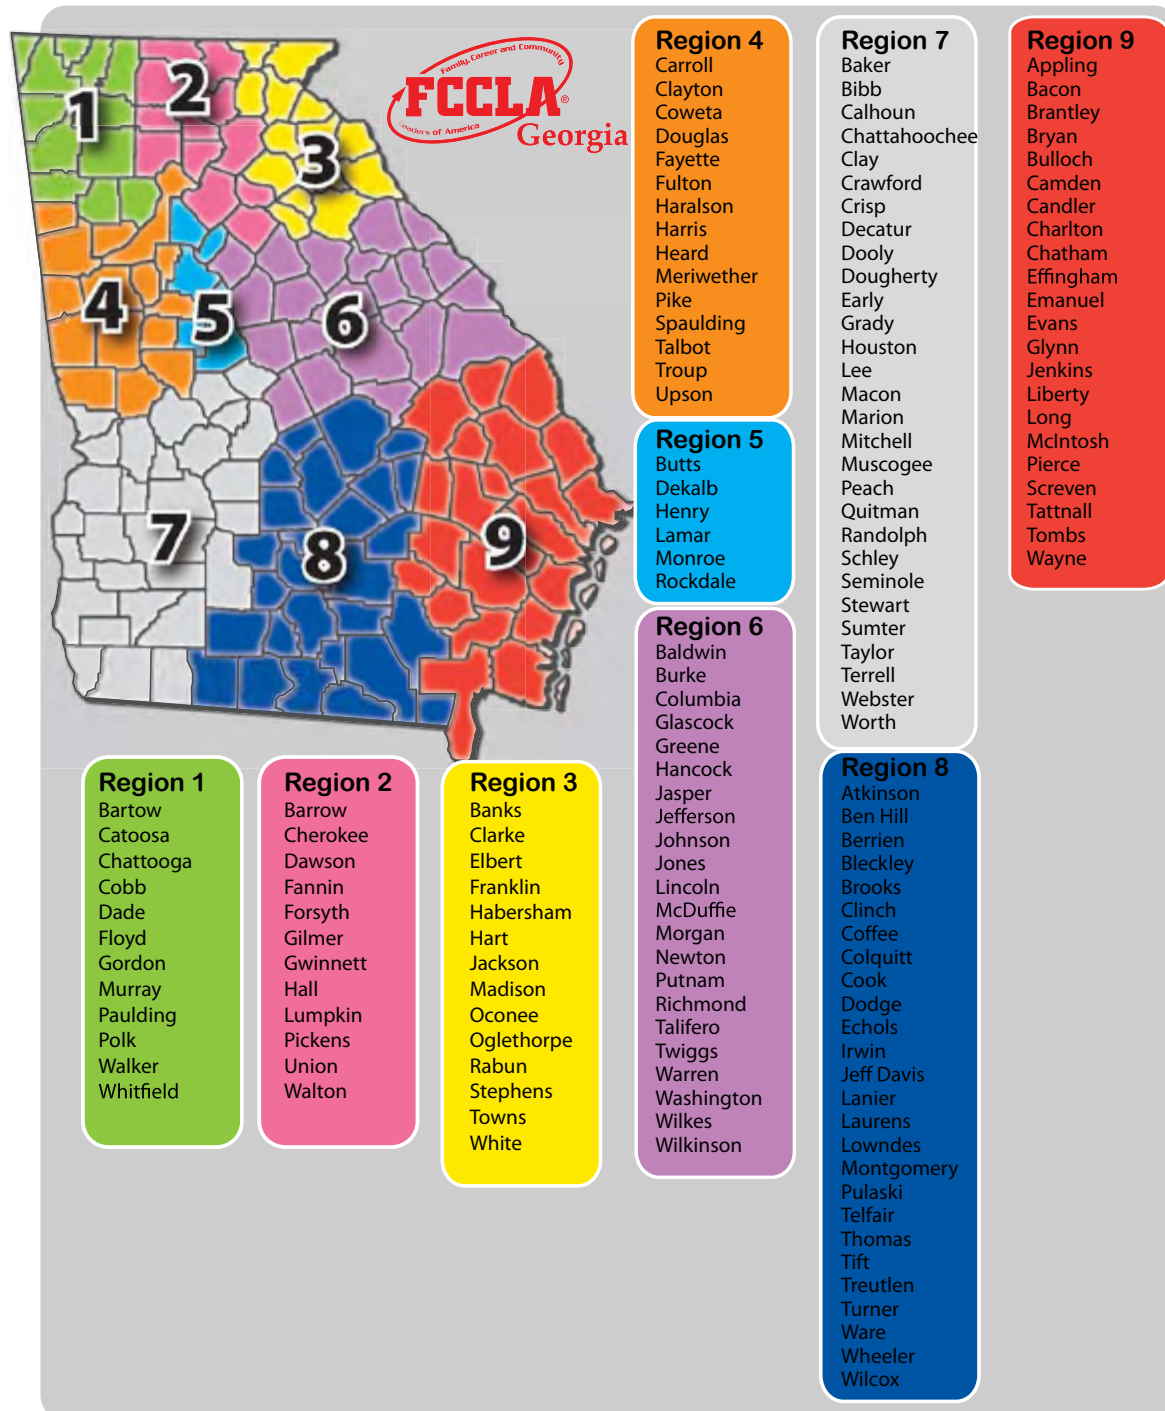 1
2
3
4
5
6
7
8
9
Family, Career and Community
FCCLA®
Leaders of America
Georgia
Region 4
Carroll
Clayton
Coweta
Douglas
Fayette
Fulton
Haralson
Harris
Heard
Meriwether
Pike
Spaulding
Talbot
Troup
Upson
Region 5
Butts
Dekalb
Henry
Lamar
Monroe
Rockdale
Region 6
Baldwin
Burke
Columbia
Glascock
Greene
Hancock
Jasper
Jefferson
Johnson
Jones
Lincoln
McDuffie
Morgan
Newton
Putnam
Richmond
Talifero
Twiggs
Warren
Washington
Wilkes
Wilkinson
Region 7
Baker
Bibb
Calhoun
Chattahoochee
Clay
Crawford
Crisp
Decatur
Dooly
Dougherty
Early
Grady
Houston
Lee
Macon
Marion
Mitchell
Muscogee
Peach
Quitman
Randolph
Schley
Seminole
Stewart
Sumter
Taylor
Terrell
Webster
Worth
Region 8
Atkinson
Ben Hill
Berrien
Bleckley
Brooks
Clinch
Coffee
Colquitt
Cook
Dodge
Echols
Irwin
Jeff Davis
Lanier
Laurens
Lowndes
Montgomery
Pulaski
Telfair
Thomas
Tift
Treutlen
Turner
Ware
Wheeler
Wilcox
Region 9
Appling
Bacon
Brantley
Bryan
Bulloch
Camden
Candler
Charlton
Chatham
Effingham
Emanuel
Evans
Glynn
Jenkins
Liberty
Long
McIntosh
Pierce
Screven
Tattnall
Tombs
Wayne
Region 1
Bartow
Catoosa
Chattooga
Cobb
Dade
Floyd
Gordon
Murray
Paulding
Polk
Walker
Whitfield
Region 2
Barrow
Cherokee
Dawson
Fannin
Forsyth
Gilmer
Gwinnett
Hall
Lumpkin
Pickens
Union
Walton
Region 3
Banks
Clarke
Elbert
Franklin
Habersham
Hart
Jackson
Madison
Oconee
Oglethorpe
Rabun
Stephens
Towns
White